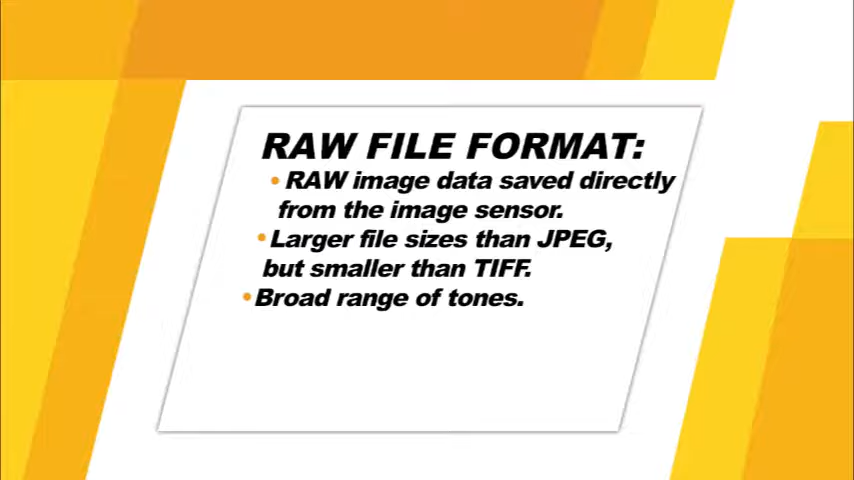 RAW FILE FORMAT:
• RAW image data saved directly
from the image sensor.
• Larger file sizes than JPEG,
but smaller than TIFF.
• Broad range of tones.